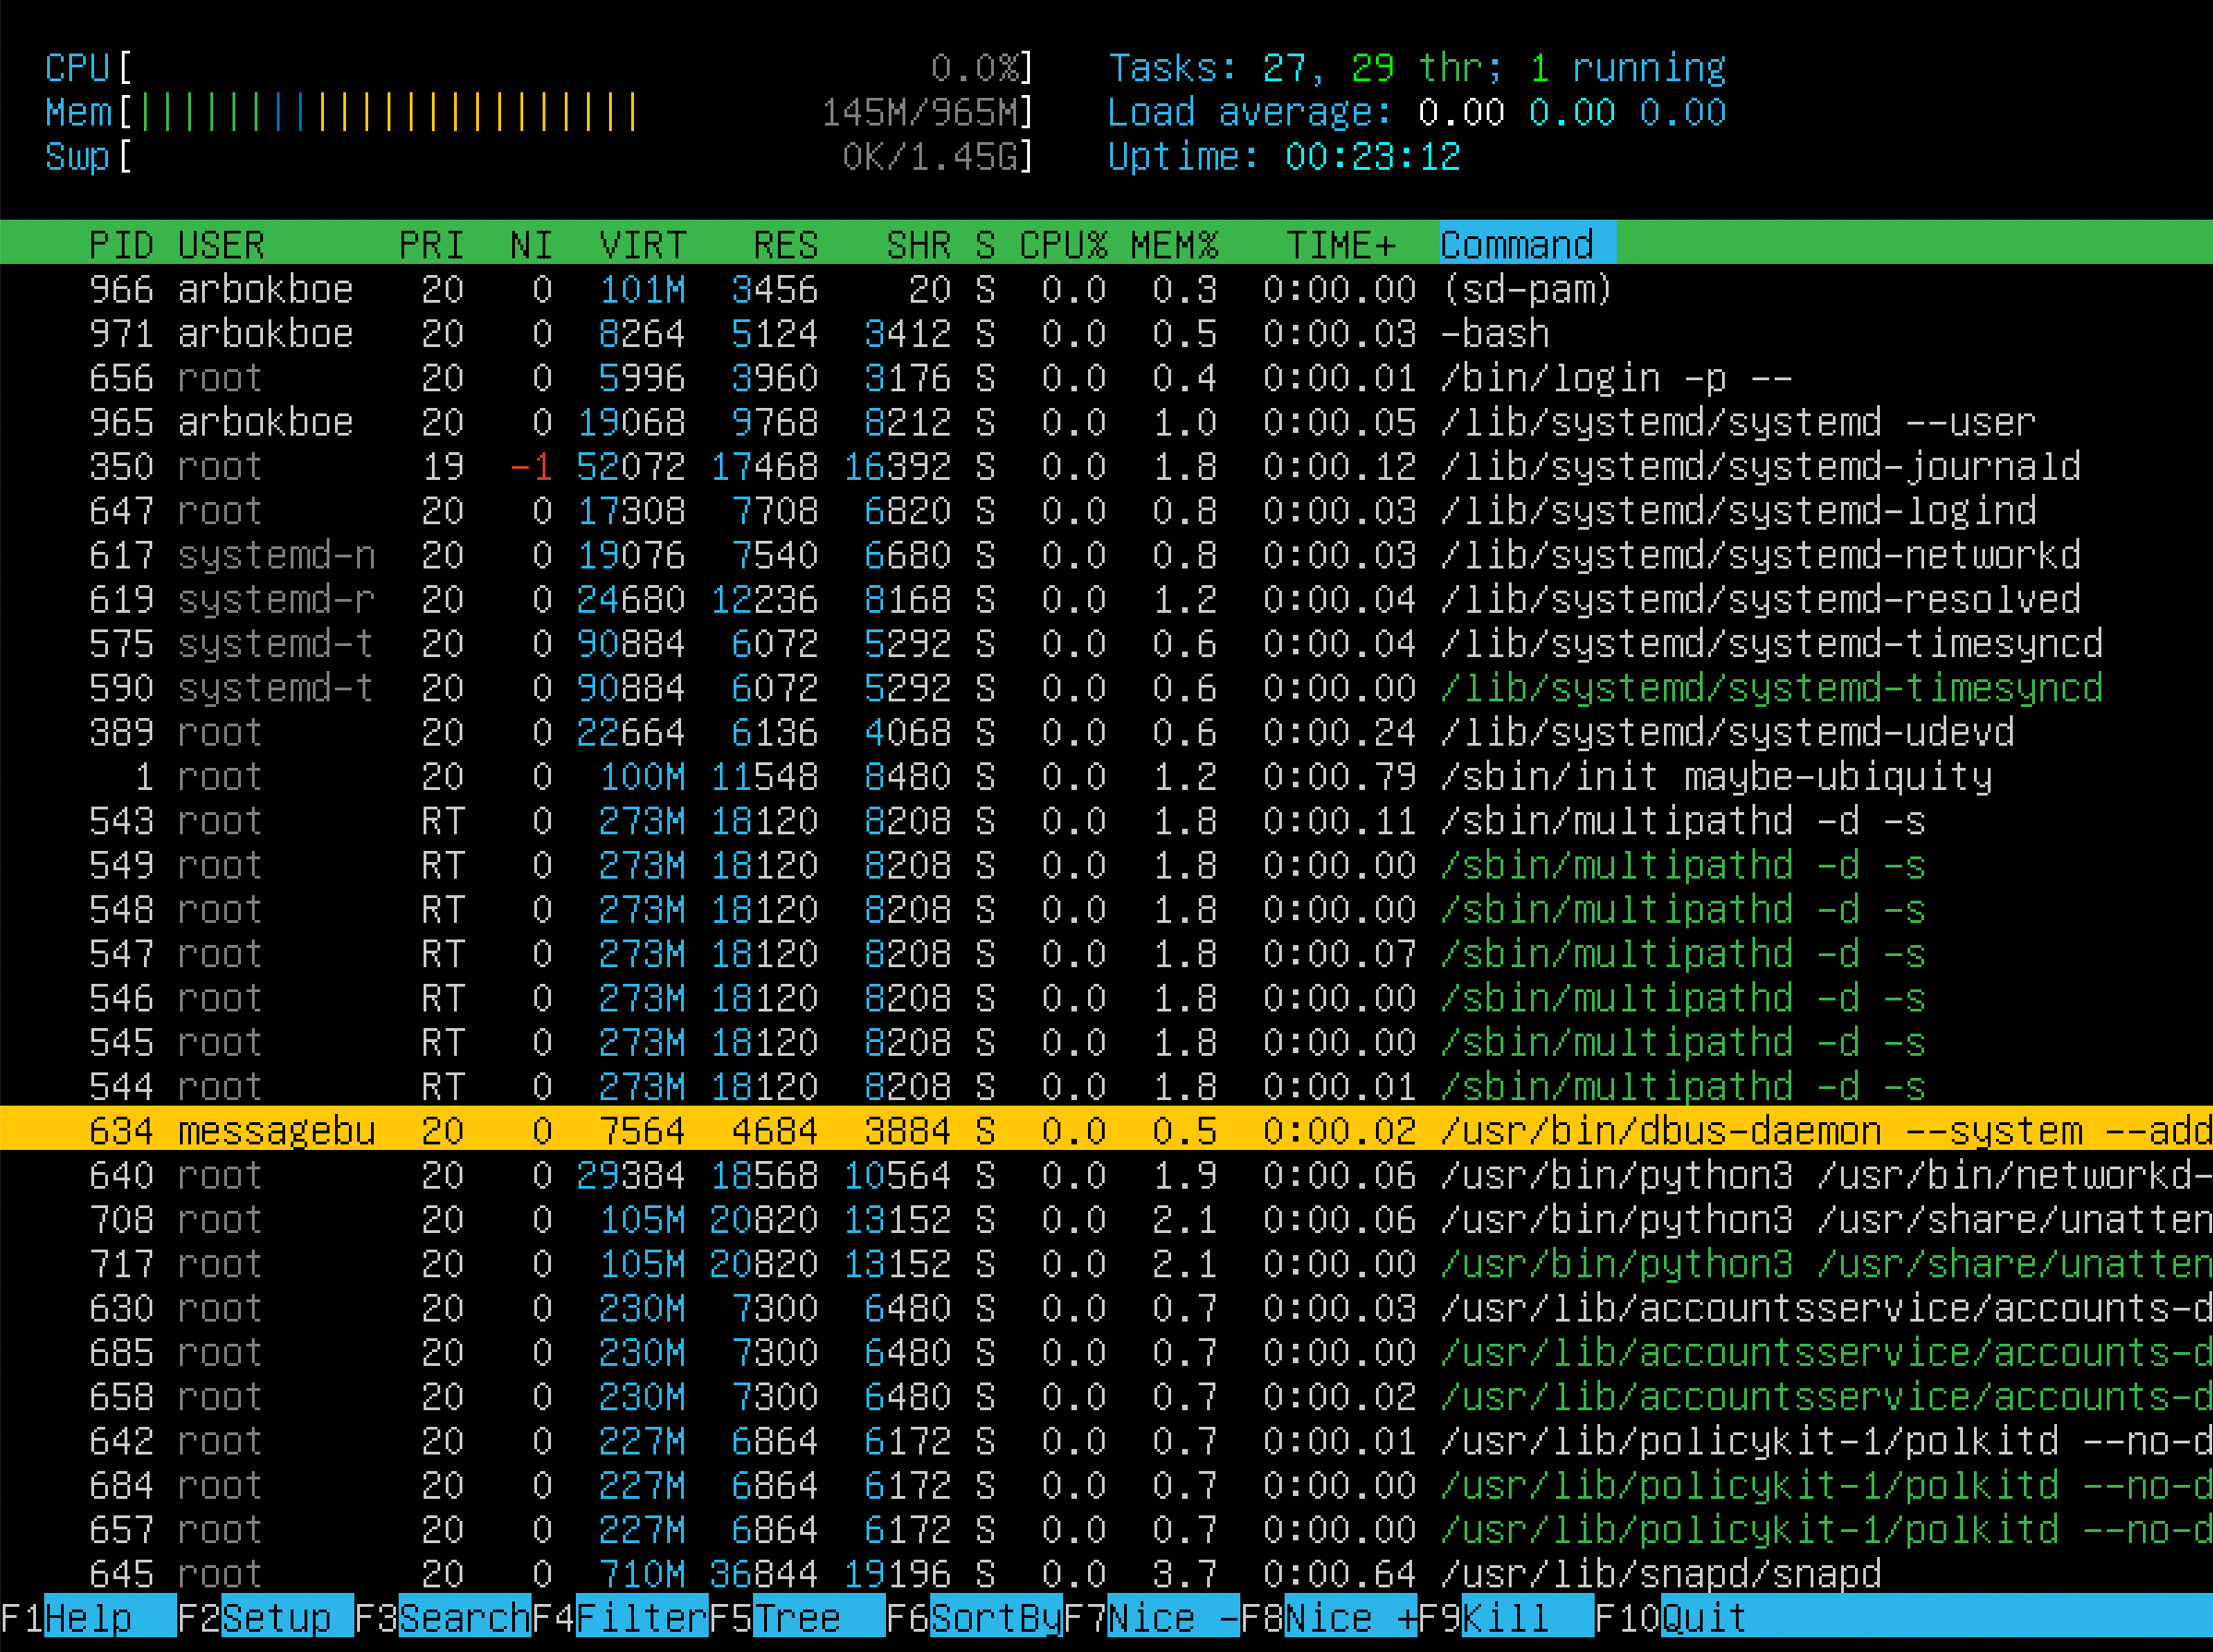 CPU[ 0.0%] Tasks: 27, 29 thr; 1 running
Mem[||||||||||||||||||||||| 145M/965M] Load average: 0.00 0.00 0.00
Swp[ 0K/1.45G] Uptime: 00:23:12
PID USER PRI NI VIRT RES SHR S CPU% MEM% TIME+ Command
966 arbokboe 20 0 101M 3456 20 S 0.0 0.3 0:00.00 (sd-pam)
971 arbokboe 20 0 8264 5124 3412 S 0.0 0.5 0:00.03 -bash
656 root 20 0 5996 3960 3176 S 0.0 0.4 0:00.01 /bin/login -p --
965 arbokboe 20 0 19068 9768 8212 S 0.0 1.0 0:00.05 /lib/systemd/systemd --user
350 root 19 -1 52072 17468 16392 S 0.0 1.8 0:00.12 /lib/systemd/systemd-journald
647 root 20 0 17308 7708 6820 S 0.0 0.8 0:00.03 /lib/systemd/systemd-logind
617 systemd-n 20 0 19076 7540 6680 S 0.0 0.8 0:00.03 /lib/systemd/systemd-networkd
619 systemd-r 20 0 24680 12236 8168 S 0.0 1.2 0:00.04 /lib/systemd/systemd-resolved
575 systemd-t 20 0 90884 6072 5292 S 0.0 0.6 0:00.04 /lib/systemd/systemd-timesyncd
590 systemd-t 20 0 90884 6072 5292 S 0.0 0.6 0:00.00 /lib/systemd/systemd-timesyncd
389 root 20 0 22664 6136 4068 S 0.0 0.6 0:00.24 /lib/systemd/systemd-udevd
1 root 20 0 100M 11548 8480 S 0.0 1.2 0:00.79 /sbin/init maybe-ubiquity
543 root RT 0 273M 18120 8208 S 0.0 1.8 0:00.11 /sbin/multipathd -d -s
549 root RT 0 273M 18120 8208 S 0.0 1.8 0:00.00 /sbin/multipathd -d -s
548 root RT 0 273M 18120 8208 S 0.0 1.8 0:00.00 /sbin/multipathd -d -s
547 root RT 0 273M 18120 8208 S 0.0 1.8 0:00.07 /sbin/multipathd -d -s
546 root RT 0 273M 18120 8208 S 0.0 1.8 0:00.00 /sbin/multipathd -d -s
545 root RT 0 273M 18120 8208 S 0.0 1.8 0:00.00 /sbin/multipathd -d -s
544 root RT 0 273M 18120 8208 S 0.0 1.8 0:00.01 /sbin/multipathd -d -s
634 messagebu 20 0 7564 4684 3884 S 0.0 0.5 0:00.02 /usr/bin/dbus-daemon --system --add
640 root 20 0 29384 18568 10564 S 0.0 1.9 0:00.06 /usr/bin/python3 /usr/bin/networkd-
708 root 20 0 105M 20820 13152 S 0.0 2.1 0:00.06 /usr/bin/python3 /usr/share/unatten
717 root 20 0 105M 20820 13152 S 0.0 2.1 0:00.00 /usr/bin/python3 /usr/share/unatten
630 root 20 0 230M 7300 6480 S 0.0 0.7 0:00.03 /usr/lib/accountsservice/accounts-d
685 root 20 0 230M 7300 6480 S 0.0 0.7 0:00.00 /usr/lib/accountsservice/accounts-d
658 root 20 0 230M 7300 6480 S 0.0 0.7 0:00.02 /usr/lib/accountsservice/accounts-d
642 root 20 0 227M 6864 6172 S 0.0 0.7 0:00.01 /usr/lib/policykit-1/polkitd --no-d
684 root 20 0 227M 6864 6172 S 0.0 0.7 0:00.00 /usr/lib/policykit-1/polkitd --no-d
657 root 20 0 227M 6864 6172 S 0.0 0.7 0:00.00 /usr/lib/policykit-1/polkitd --no-d
645 root 20 0 710M 36844 19196 S 0.0 3.7 0:00.64 /usr/lib/snapd/snapd
F1Help F2Setup F3SearchF4FilterF5Tree F6SortByF7Nice -F8Nice +F9Kill F10Quit